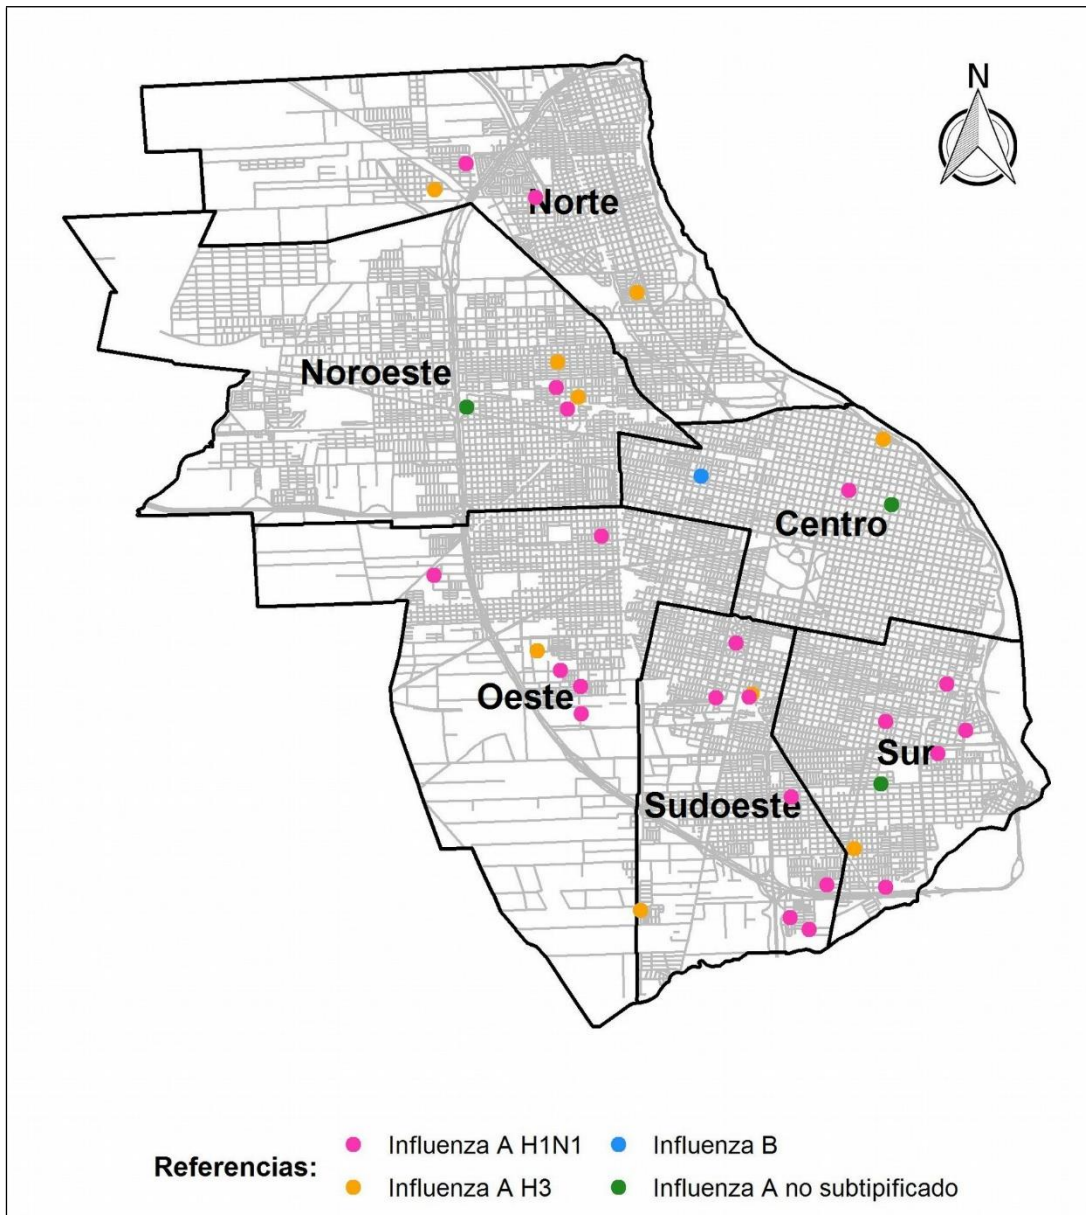 N
Norte
Noroeste
Centro
Oeste
Sur
Sudoeste
Referencias:
Influenza A H1N1
Influenza B
Influenza A H3
Influenza A no subtipificado